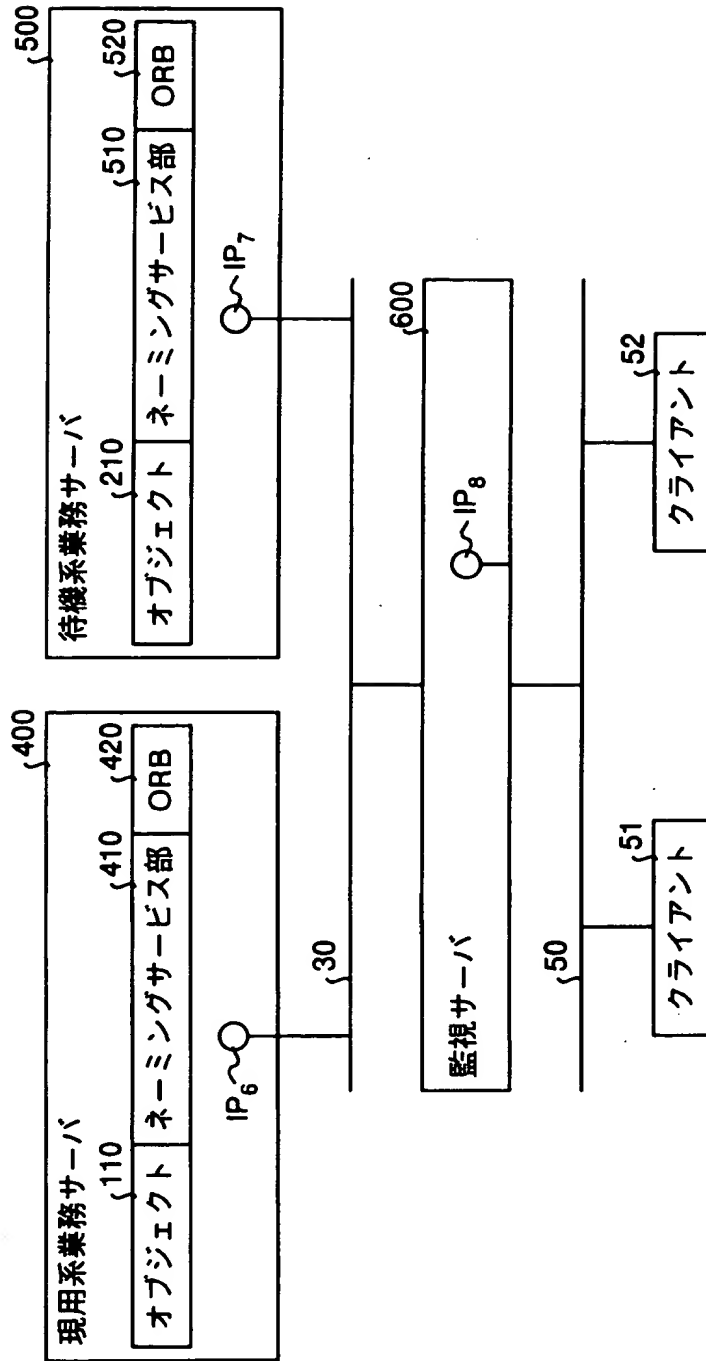 現用系業務サーバ
400
110
410
420
オブジェクト
ネーミングサービス部
ORB
IP6
待機系業務サーバ
500
210
510
520
オブジェクト
ネーミングサービス部
ORB
IP7
30
監視サーバ
600
IP8
50
51
クライアント
52
クライアント